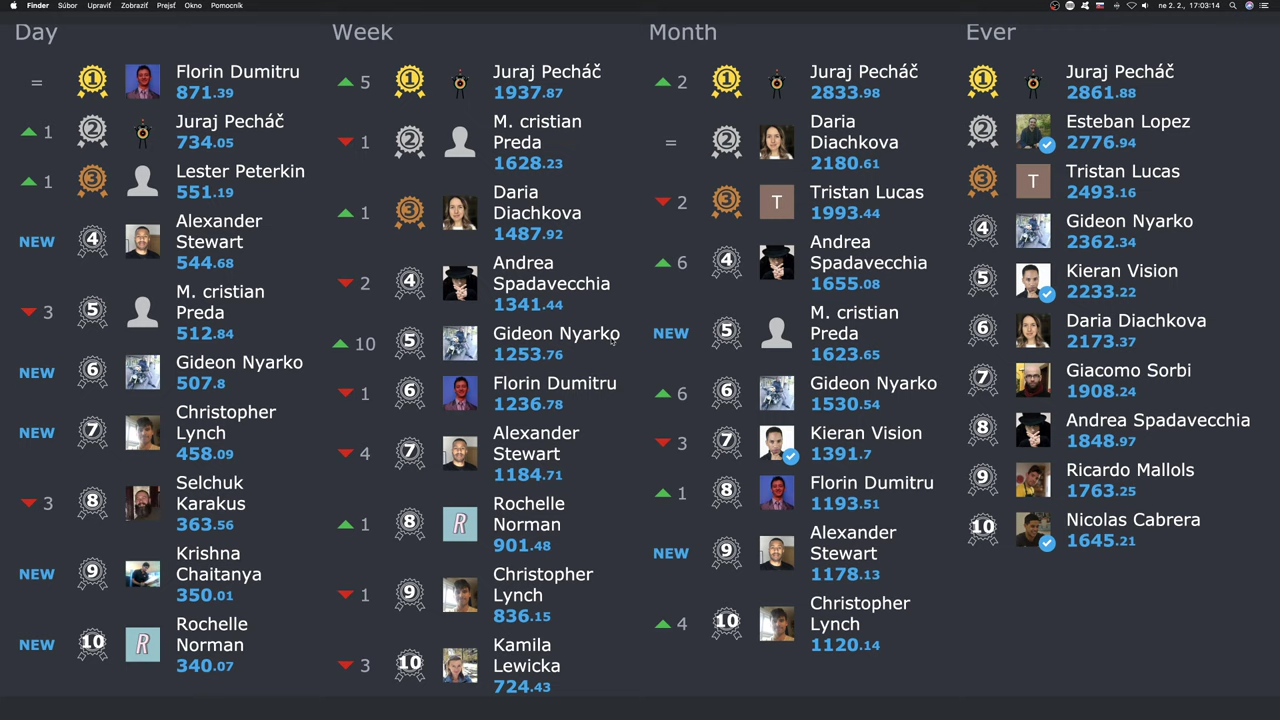 Finder Súbor Upraviť Zobraziť Prejsť Okno Pomocník
ne 2. 2., 17:03:14
Day
=
1
Florin Dumitru
871.39
1
2
Juraj Pecháč
734.05
1
3
Lester Peterkin
551.19
NEW
4
Alexander
Stewart
544.68
3
5
M. cristian
Preda
512.84
NEW
6
Gideon Nyarko
507.8
NEW
7
Christopher
Lynch
458.09
3
8
Selchuk
Karakus
363.56
NEW
9
Krishna
Chaitanya
350.01
NEW
10
R
Rochelle
Norman
340.07
Week
5
1
Juraj Pecháč
1937.87
1
2
M. cristian
Preda
1628.23
1
3
Daria
Diachkova
1487.92
2
4
Andrea
Spadavecchia
1341.44
10
5
Gideon Nyarko
1253.76
1
6
Florin Dumitru
1236.78
4
7
Alexander
Stewart
1184.71
1
8
R
Rochelle
Norman
901.48
1
9
Christopher
Lynch
836.15
3
10
Kamila
Lewicka
724.43
Month
2
1
Juraj Pecháč
2833.98
=
2
Daria
Diachkova
2180.61
2
3
T
Tristan Lucas
1993.44
6
4
Andrea
Spadavecchia
1655.08
NEW
5
M. cristian
Preda
1623.65
6
6
Gideon Nyarko
1530.54
3
7
Kieran Vision
1391.7
1
8
Florin Dumitru
1193.51
NEW
9
Alexander
Stewart
1178.13
4
10
Christopher
Lynch
1120.14
Ever
1
Juraj Pecháč
2861.88
2
Esteban Lopez
2776.94
3
T
Tristan Lucas
2493.16
4
Gideon Nyarko
2362.34
5
Kieran Vision
2233.22
6
Daria Diachkova
2173.37
7
Giacomo Sorbi
1908.24
8
Andrea Spadavecchia
1848.97
9
Ricardo Mallols
1763.25
10
Nicolas Cabrera
1645.21